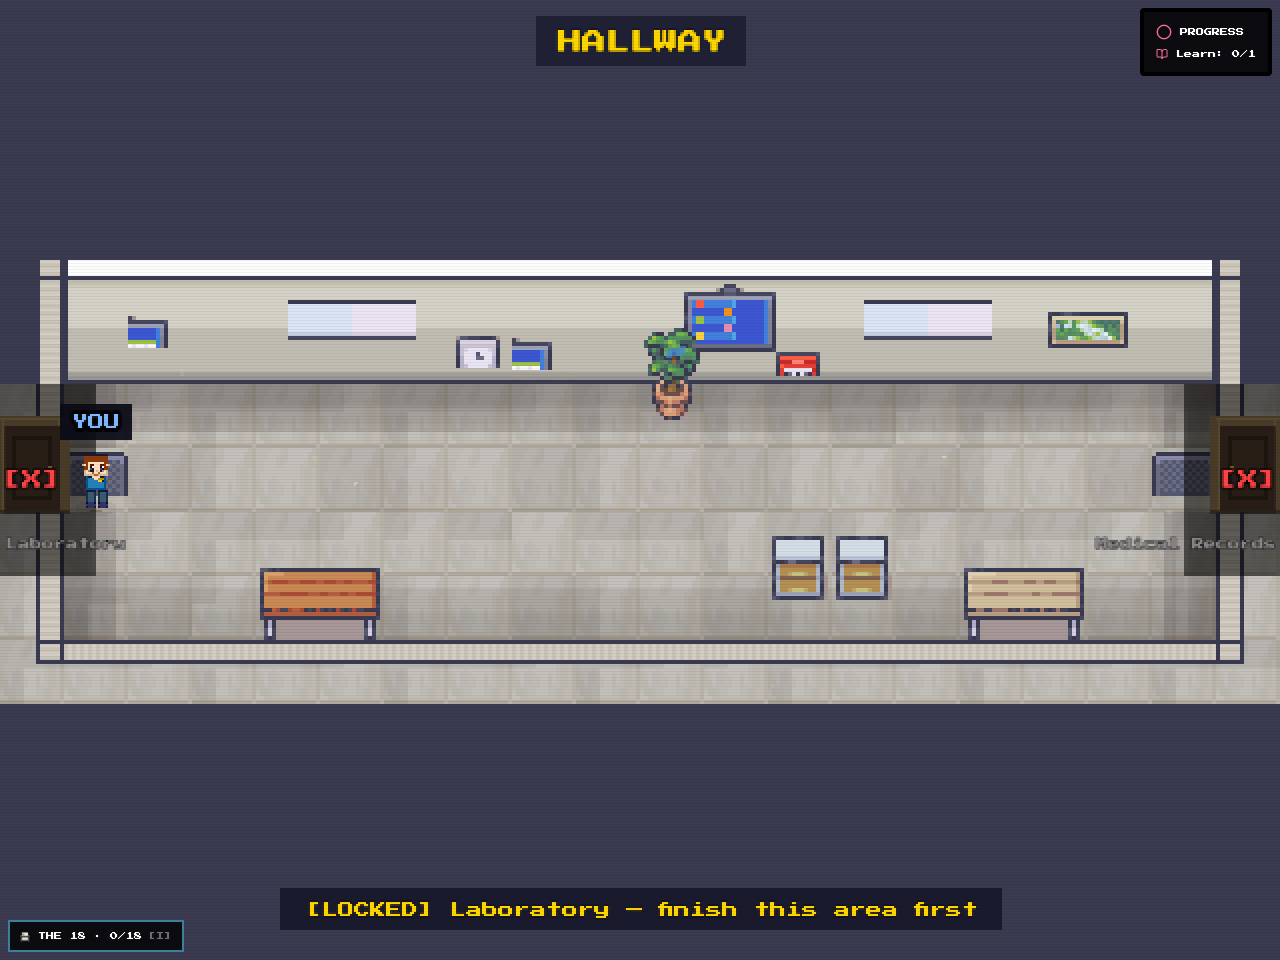 HALLWAY
PROGRESS
Learn: 0/1
YOU
[X]
[X]
Laboratory
Medical Records
[LOCKED] Laboratory — finish this area first
THE 18 · 0/18 [I]